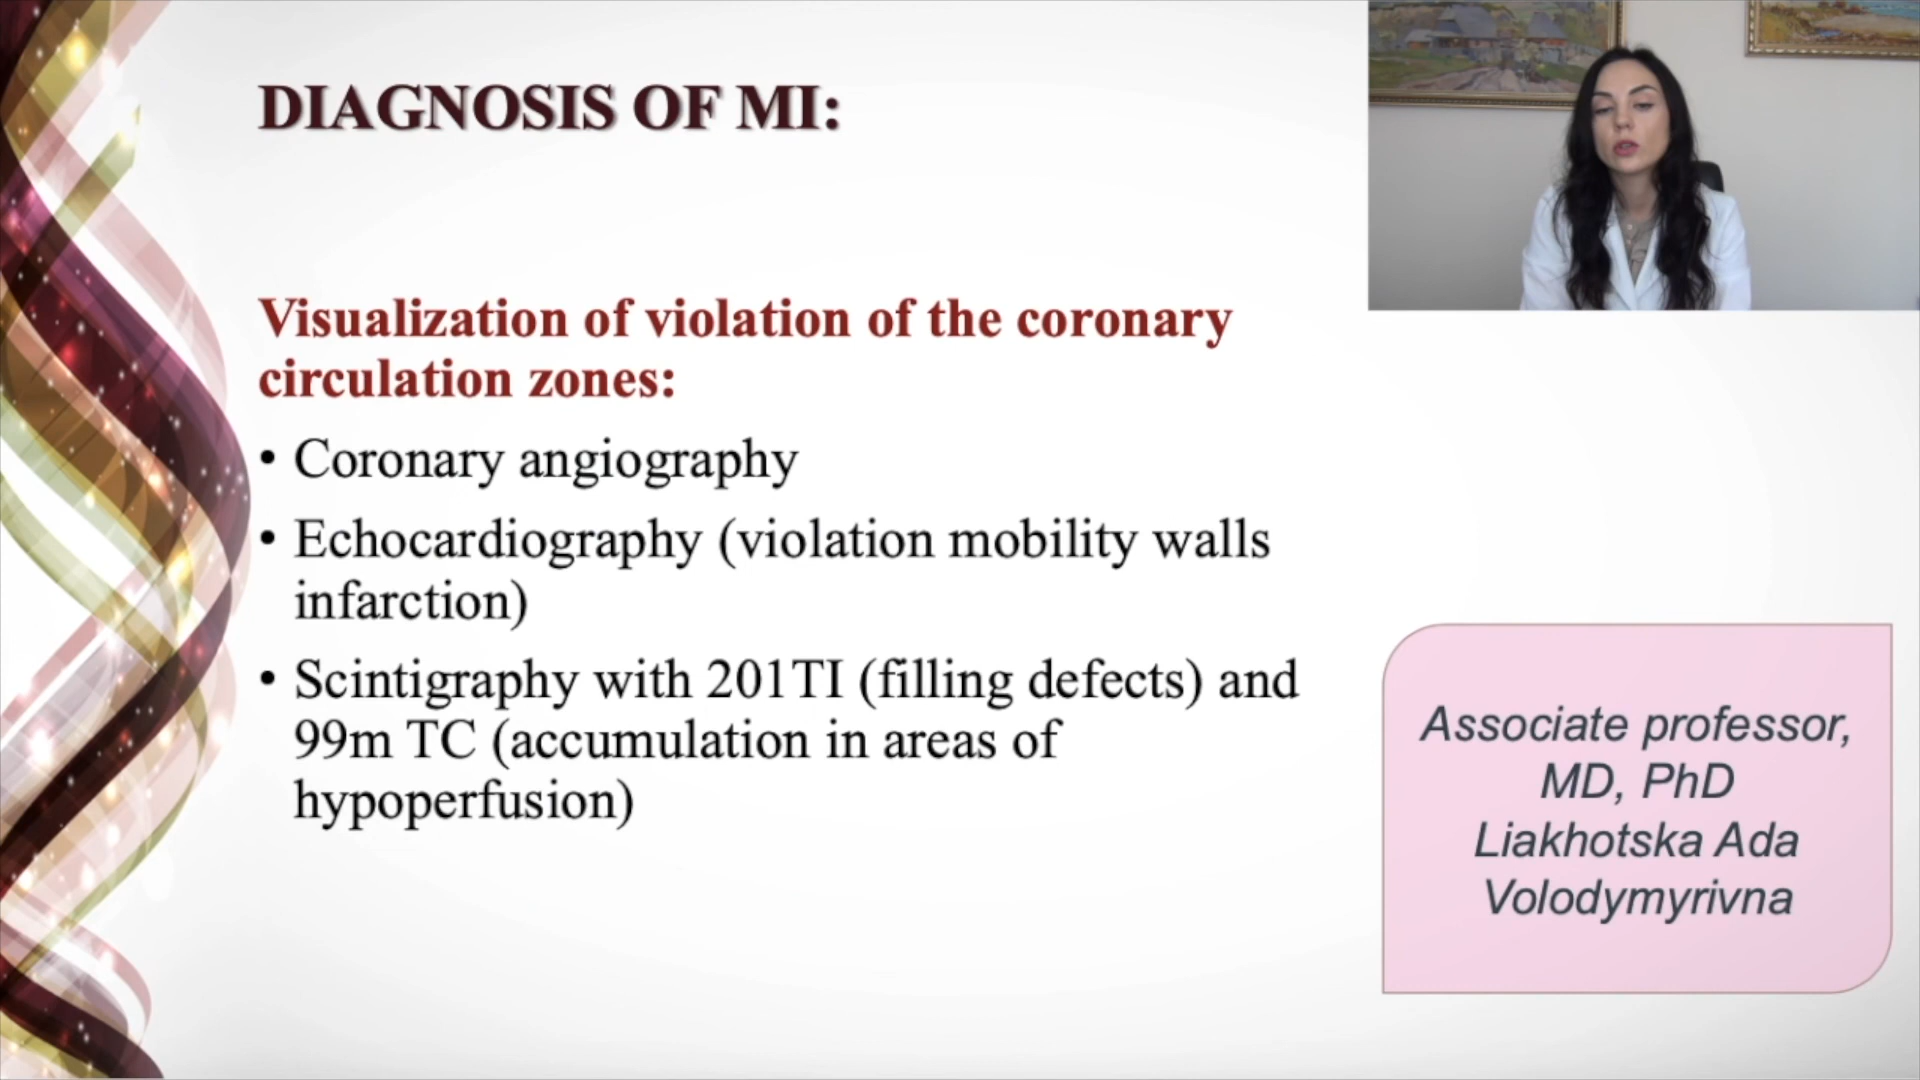 DIAGNOSIS OF MI:
Visualization of violation of the coronary
circulation zones:
• Coronary angiography
• Echocardiography (violation mobility walls
infarction)
• Scintigraphy with 201TI (filling defects) and
99m TC (accumulation in areas of
hypoperfusion)
Associate professor,
MD, PhD
Liakhotska Ada
Volodymyrivna